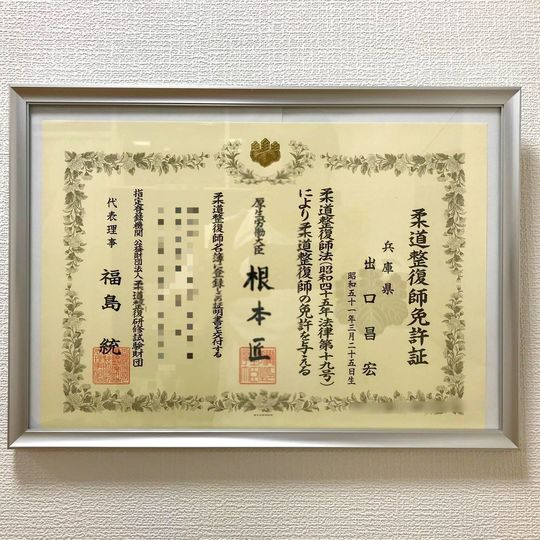 柔道整復師免許証
兵庫県
出口昌宏
昭和五十一年三月二十五日生
柔道整復師法(昭和四十五年法律第十九号)
により柔道整復師の免許を与える
厚生労働大臣 根本匠
柔道整復師名簿に登録しこの証明書を交付する
指定登録機関 公益財団法人 柔道整復研修試験財団
代表理事 福島統